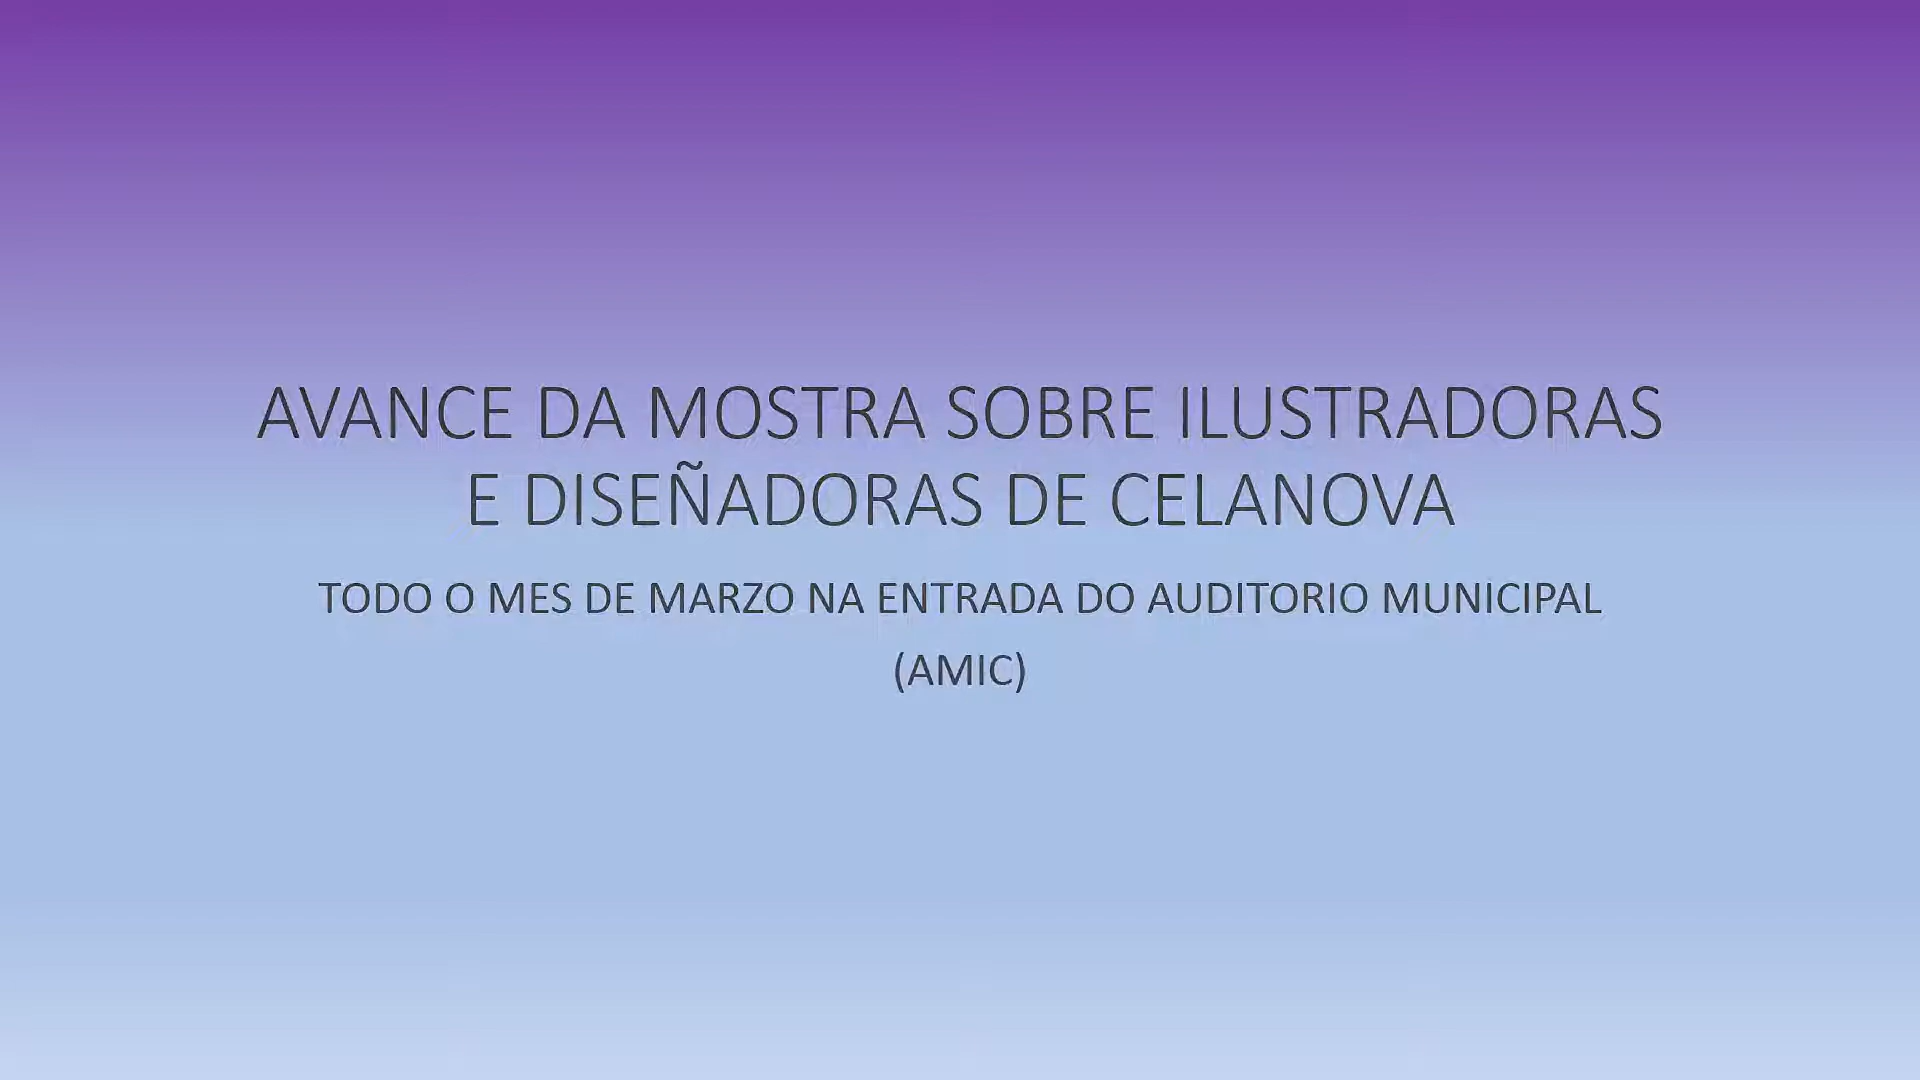 AVANCE DA MOSTRA SOBRE ILUSTRADORAS
E DISEÑADORAS DE CELANOVA
TODO O MES DE MARZO NA ENTRADA DO AUDITORIO MUNICIPAL
(AMIC)